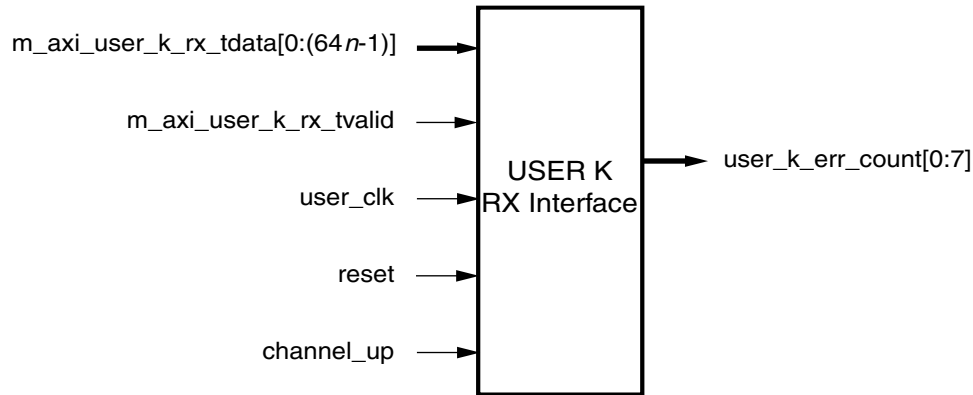 m_axi_user_k_rx_tdata[0:(64n-1)]
m_axi_user_k_rx_tvalid
user_clk
reset
channel_up
USER K
RX Interface
user_k_err_count[0:7]